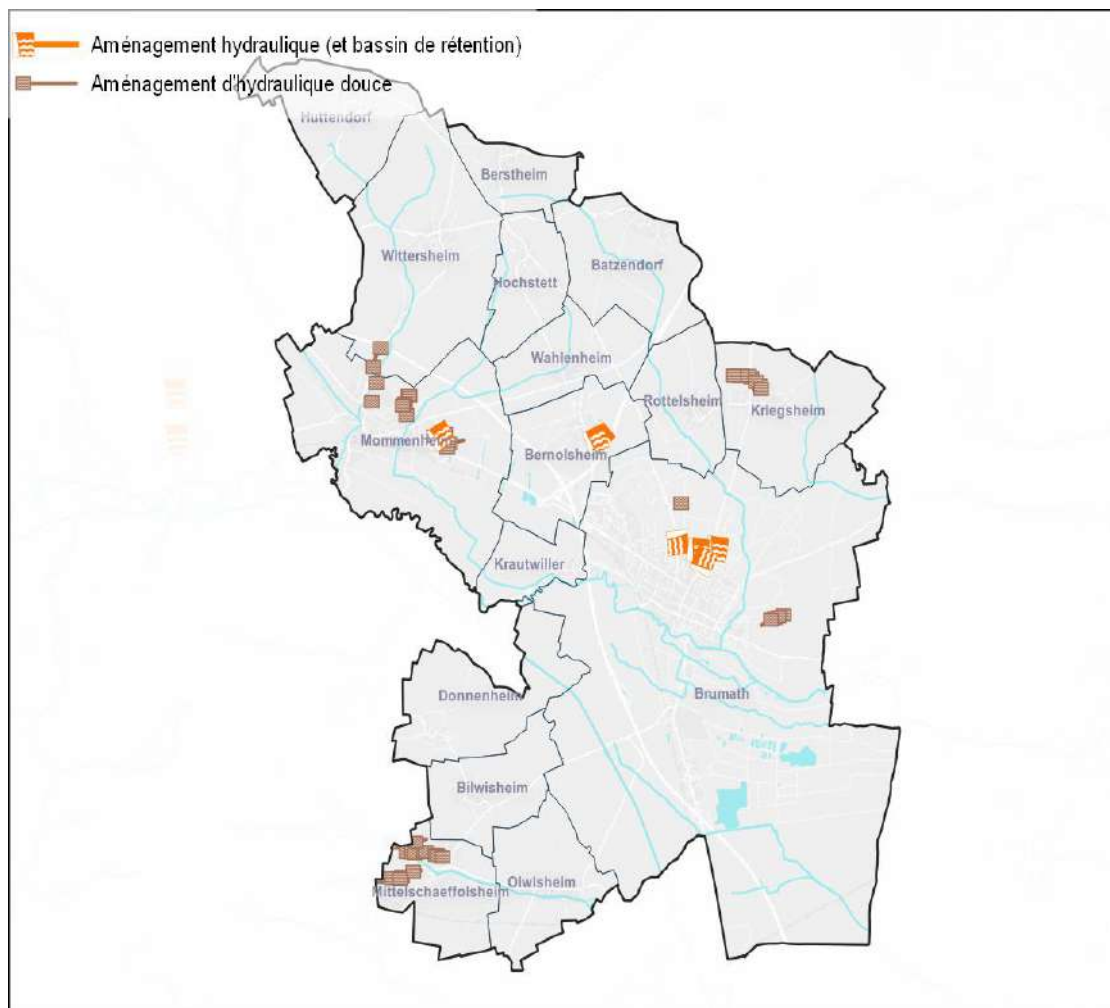 Aménagement hydraulique (et bassin de rétention)
Aménagement d'hydraulique douce
Huttendorf
Berstheim
Wittersheim
Hochstett
Batzendorf
Wahlenheim
Rottelsheim
Kriegsheim
Mommenheim
Bernolsheim
Krautwiller
Donnenheim
Brumath
Bilwisheim
Olwisheim
Mittelschaeffolsheim